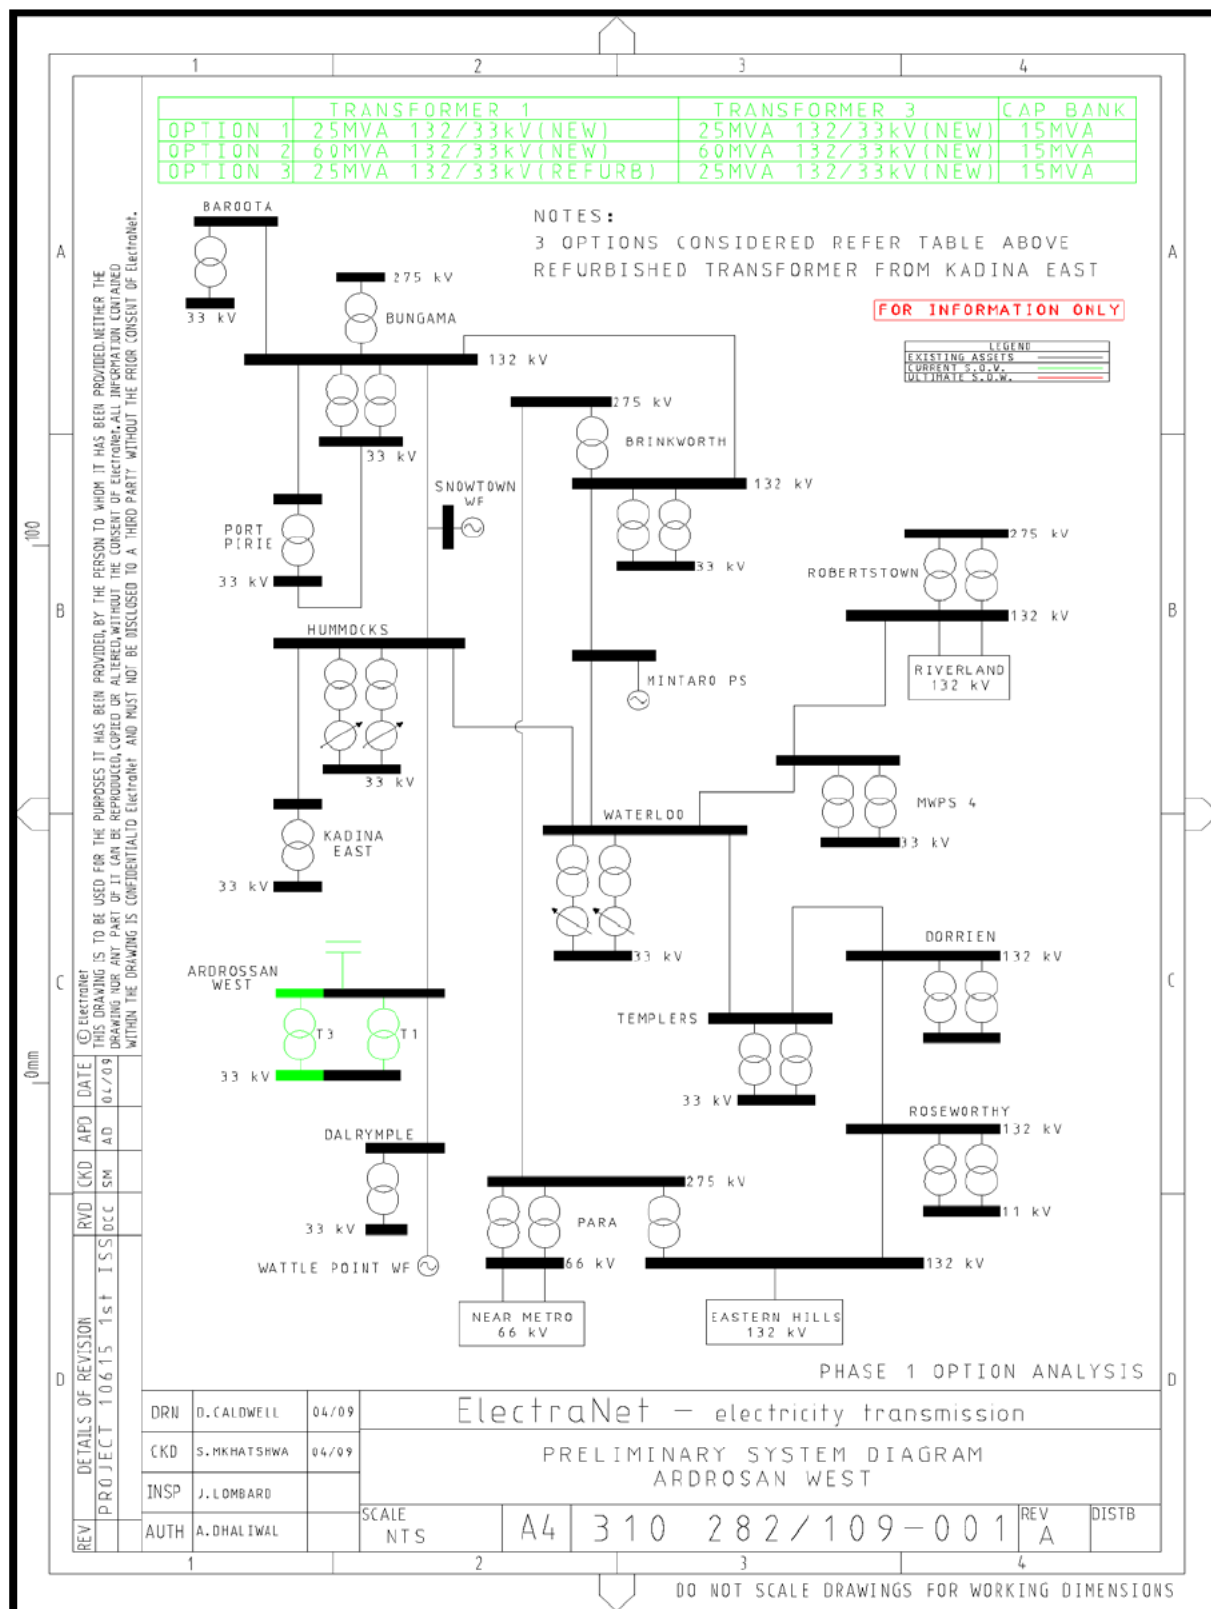 1 2 3 4
TRANSFORMER 1 TRANSFORMER 3 CAP BANK
OPTION 1 25MVA 132/33kV(NEW) 25MVA 132/33kV(NEW) 15MVA
OPTION 2 60MVA 132/33kV(NEW) 60MVA 132/33kV(NEW) 15MVA
OPTION 3 25MVA 132/33kV(REFURB) 25MVA 132/33kV(NEW) 15MVA
NOTES:
3 OPTIONS CONSIDERED REFER TABLE ABOVE
REFURBISHED TRANSFORMER FROM KADINA EAST
FOR INFORMATION ONLY
LEGEND
EXISTING ASSETS
CURRENT S.O.W.
ULTIMATE S.O.W.
A
A
B
B
C
C
D
D
100
0mm
BAROOTA
33 kV
275 kV
BUNGAMA
132 kV
33 kV
275 kV
BRINKWORTH
132 kV
33 kV
SNOWTOWN
WF
PORT
PIRIE
33 kV
275 kV
ROBERTSTOWN
132 kV
RIVERLAND
132 kV
HUMMOCKS
33 kV
MINTARO PS
MWPS 4
33 kV
KADINA
EAST
33 kV
WATERLOO
33 kV
ARDROSSAN
WEST
T3
T1
33 kV
DORRIEN
132 kV
TEMPLERS
33 kV
ROSEWORTHY
132 kV
11 kV
DALRYMPLE
33 kV
WATTLE POINT WF
275 kV
PARA
66 kV
132 kV
NEAR METRO
66 kV
EASTERN HILLS
132 kV
PHASE 1 OPTION ANALYSIS
© ElectraNet
THIS DRAWING IS TO BE USED FOR THE PURPOSES IT HAS BEEN PROVIDED, BY THE PERSON TO WHOM IT HAS BEEN PROVIDED.NEITHER THE
DRAWING NOR ANY PART OF IT CAN BE REPRODUCED, COPIED OR ALTERED, WITHOUT THE CONSENT OF ElectraNet. ALL INFORMATION CONTAINED
WITHIN THE DRAWING IS CONFIDENTIALTO ElectraNet AND MUST NOT BE DISCLOSED TO A THIRD PARTY WITHOUT THE PRIOR CONSENT OF ElectraNet.
REV DETAILS OF REVISION RVD CKD APD DATE
PROJECT 10615 1st ISS DCC SM AD 04/09
DRN D.CALDWELL 04/09
CKD S.MKHATSHWA 04/09
INSP J.LOMBARD
AUTH A.DHALIWAL
ElectraNet - electricity transmission
PRELIMINARY SYSTEM DIAGRAM
ARDROSAN WEST
SCALE
NTS
A4
310 282/109-001
REV
A
DISTB
1 2 3 4
DO NOT SCALE DRAWINGS FOR WORKING DIMENSIONS